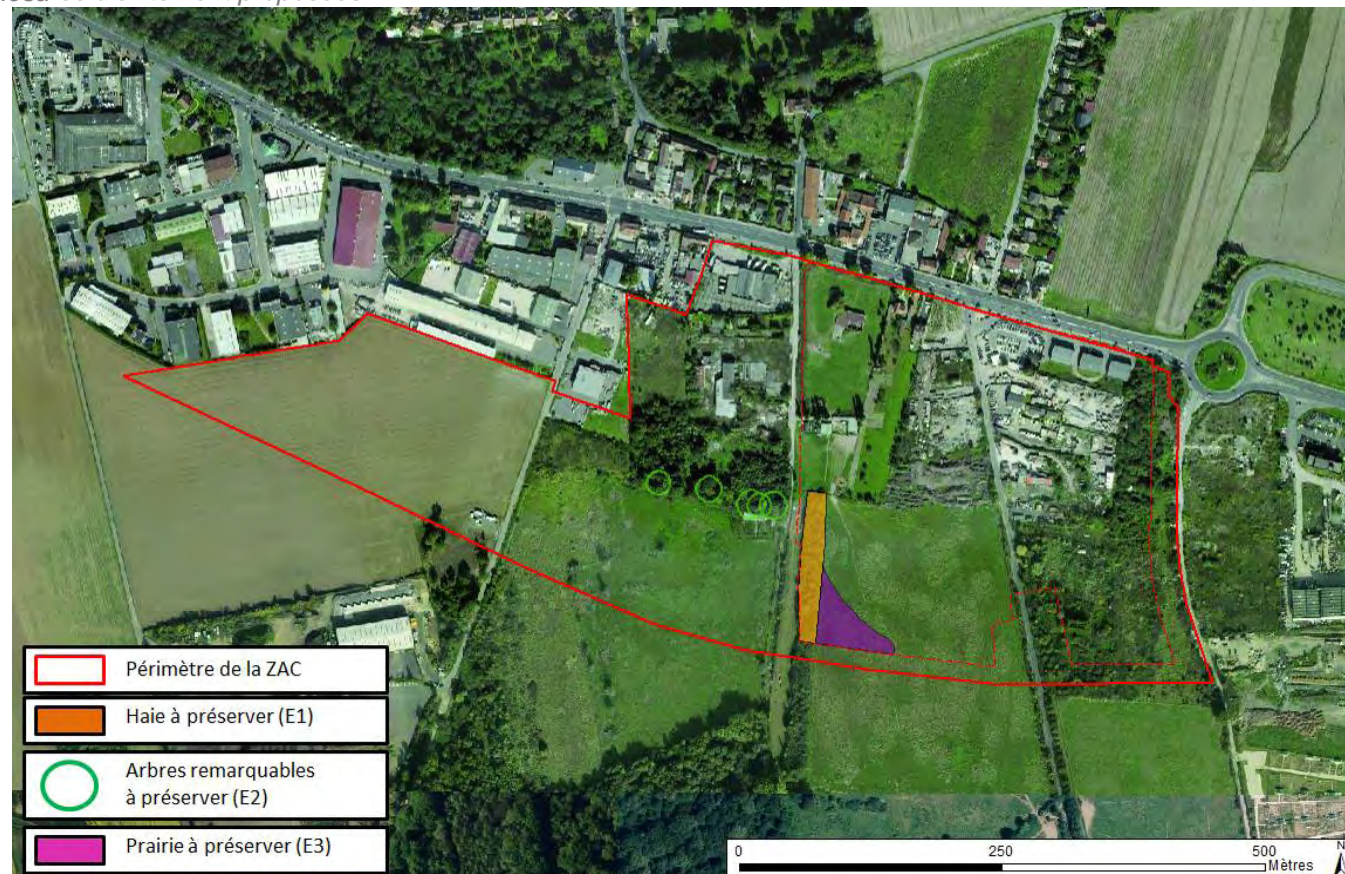 Périmètre de la ZAC
Haie à préserver (E1)
Arbres remarquables
à préserver (E2)
Prairie à préserver (E3)
0 250 500
Mètres
N